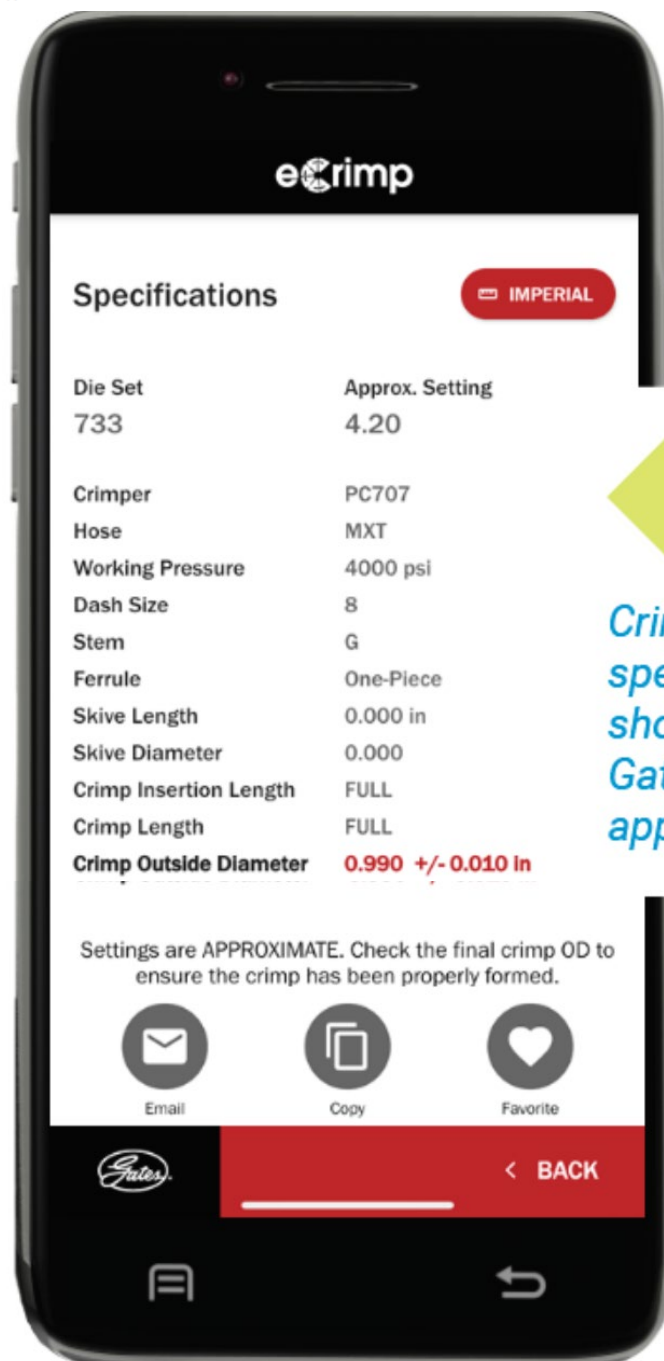 eCrimp
Specifications
IMPERIAL
Die Set Approx. Setting
733 4.20
Crimper PC707
Hose MXT
Working Pressure 4000 psi
Dash Size 8
Stem G
Ferrule One-Piece
Skive Length 0.000 in
Skive Diameter 0.000
Crimp Insertion Length FULL
Crimp Length FULL
Crimp Outside Diameter 0.990 +/- 0.010 in
Settings are APPROXIMATE. Check the final crimp OD to
ensure the crimp has been properly formed.
Email Copy Favorite
Gates.
< BACK